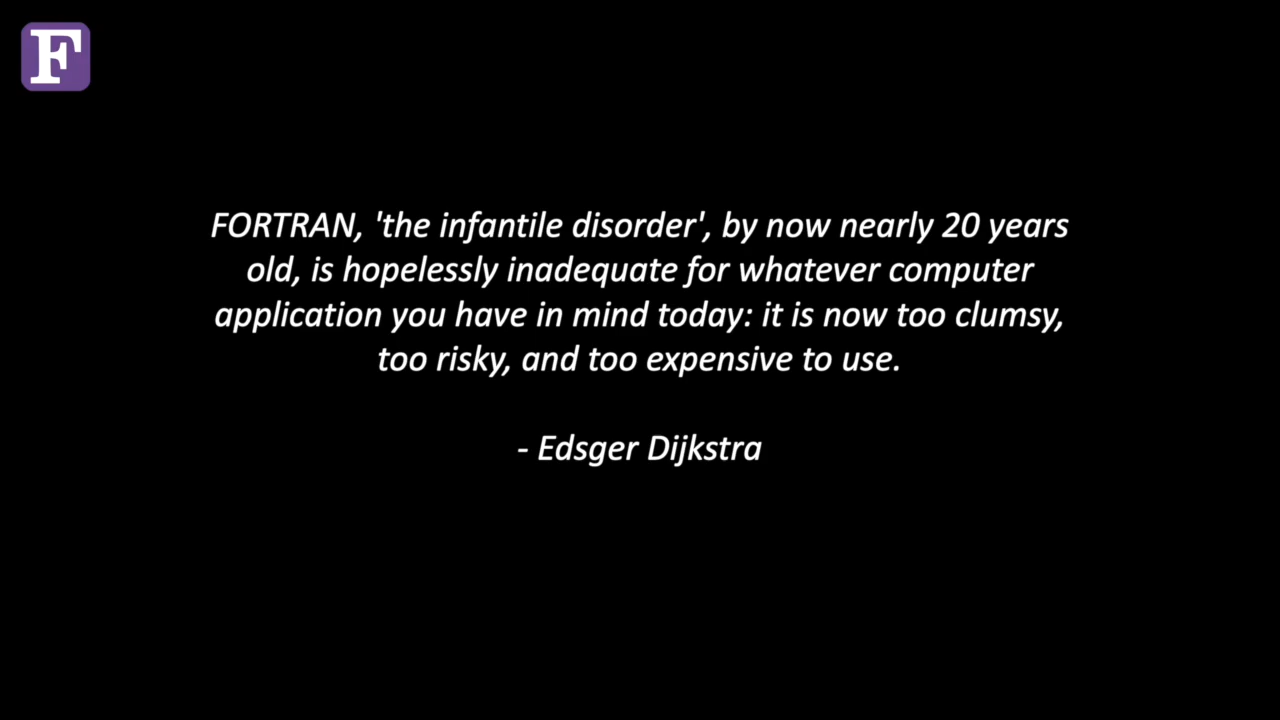 F
FORTRAN, 'the infantile disorder', by now nearly 20 years
old, is hopelessly inadequate for whatever computer
application you have in mind today: it is now too clumsy,
too risky, and too expensive to use.
- Edsger Dijkstra